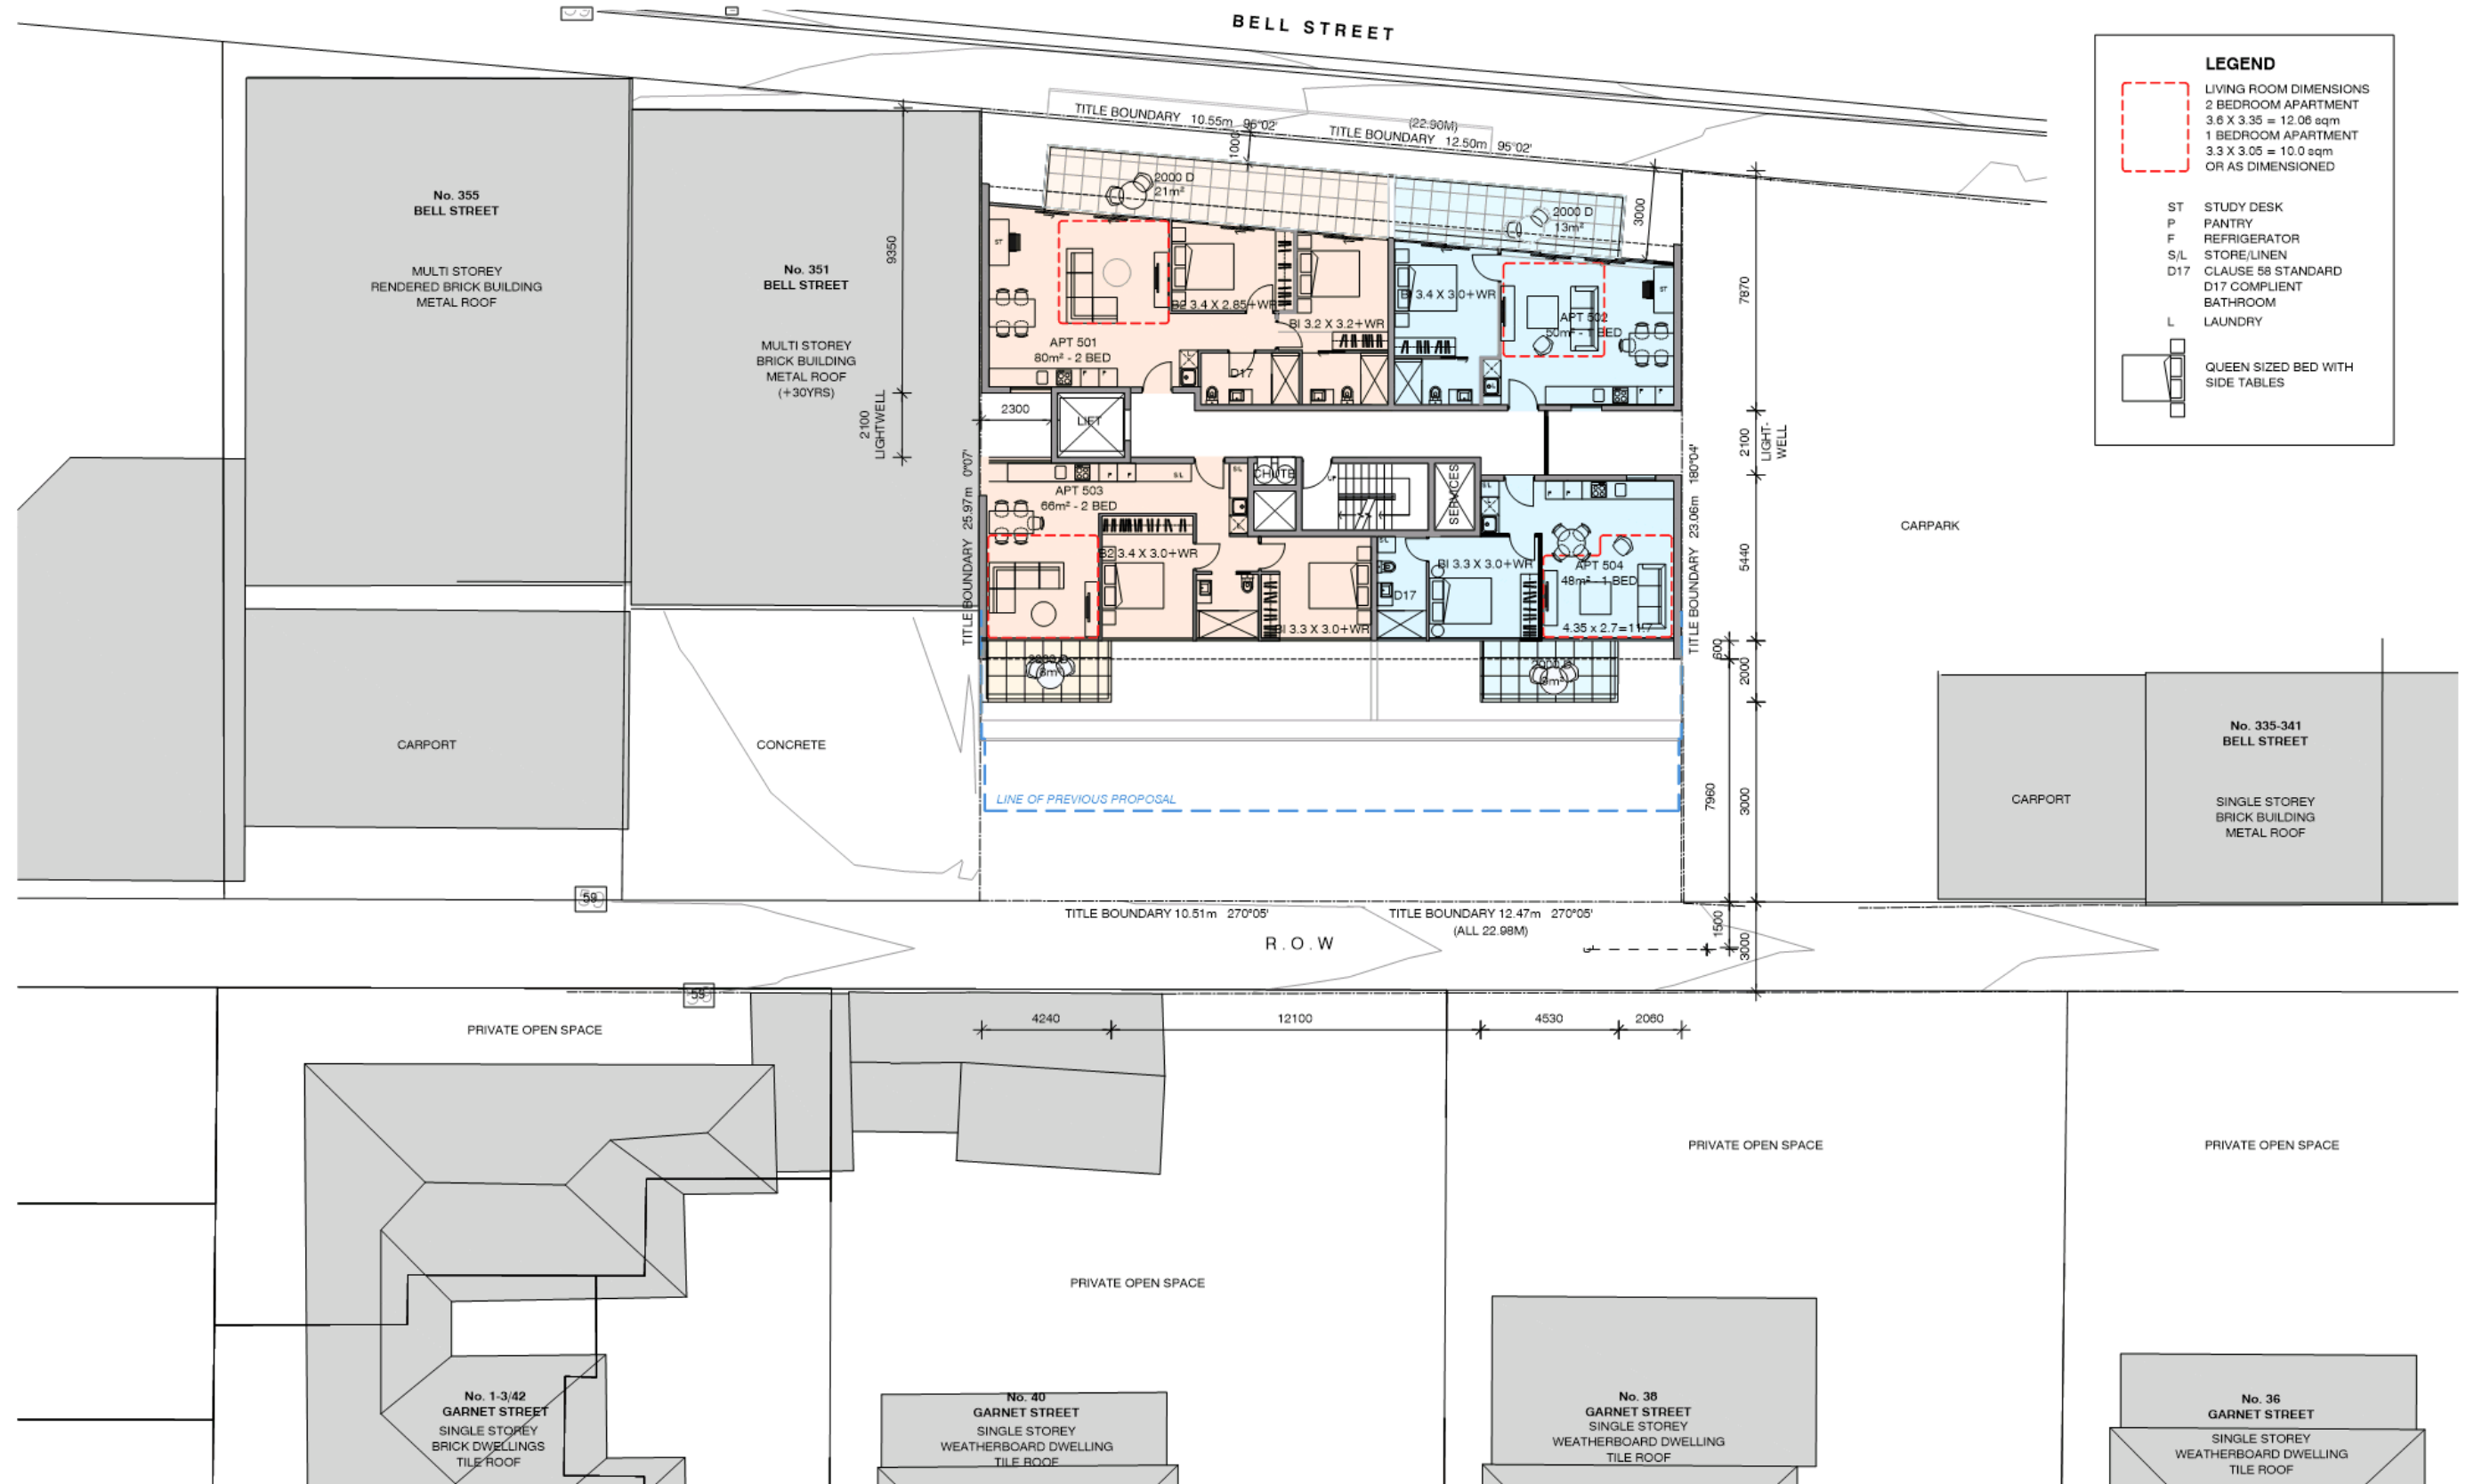 BELL STREET
LEGEND
LIVING ROOM DIMENSIONS
2 BEDROOM APARTMENT
3.6 X 3.35 = 12.06 sqm
1 BEDROOM APARTMENT
3.3 X 3.05 = 10.0 sqm
OR AS DIMENSIONED
ST STUDY DESK
P PANTRY
F REFRIGERATOR
S/L STORE/LINEN
D17 CLAUSE 58 STANDARD
D17 COMPLIENT
BATHROOM
L LAUNDRY
QUEEN SIZED BED WITH
SIDE TABLES
TITLE BOUNDARY 10.55m 95°02'
(22.90M)
TITLE BOUNDARY 12.50m 95°02'
1000
3000
No. 355
BELL STREET
MULTI STOREY
RENDERED BRICK BUILDING
METAL ROOF
No. 351
BELL STREET
MULTI STOREY
BRICK BUILDING
METAL ROOF
(+30YRS)
9350
2100
LIGHTWELL
2300
2000 D
21m²
2000 D
13m²
ST
ST
B2 3.4 X 2.85+WR
BI 3.2 X 3.2+WR
BI 3.4 X 3.0+WR
APT 501
80m² - 2 BED
APT 502
50m² - 1 BED
D17
LIFT
7870
2100
LIGHT-
WELL
5440
600
2000
3000
7960
1500
3000
TITLE BOUNDARY 25.97m 0°07'
TITLE BOUNDARY 23.06m 180°04'
CHUTE
UP
SERVICES
S/L
S/L
S/L
APT 503
66m² - 2 BED
B2 3.4 X 3.0+WR
BI 3.3 X 3.0+WR
BI 3.3 X 3.0+WR
D17
APT 504
48m² - 1 BED
4.35 x 2.7=11.7
CARPARK
CARPORT
CONCRETE
LINE OF PREVIOUS PROPOSAL
CARPORT
No. 335-341
BELL STREET
SINGLE STOREY
BRICK BUILDING
METAL ROOF
59
TITLE BOUNDARY 10.51m 270°05'
TITLE BOUNDARY 12.47m 270°05'
(ALL 22.98M)
R.O.W
59
4240
12100
4530
2060
PRIVATE OPEN SPACE
PRIVATE OPEN SPACE
PRIVATE OPEN SPACE
PRIVATE OPEN SPACE
No. 1-3/42
GARNET STREET
SINGLE STOREY
BRICK DWELLINGS
TILE ROOF
No. 40
GARNET STREET
SINGLE STOREY
WEATHERBOARD DWELLING
TILE ROOF
No. 38
GARNET STREET
SINGLE STOREY
WEATHERBOARD DWELLING
TILE ROOF
No. 36
GARNET STREET
SINGLE STOREY
WEATHERBOARD DWELLING
TILE ROOF